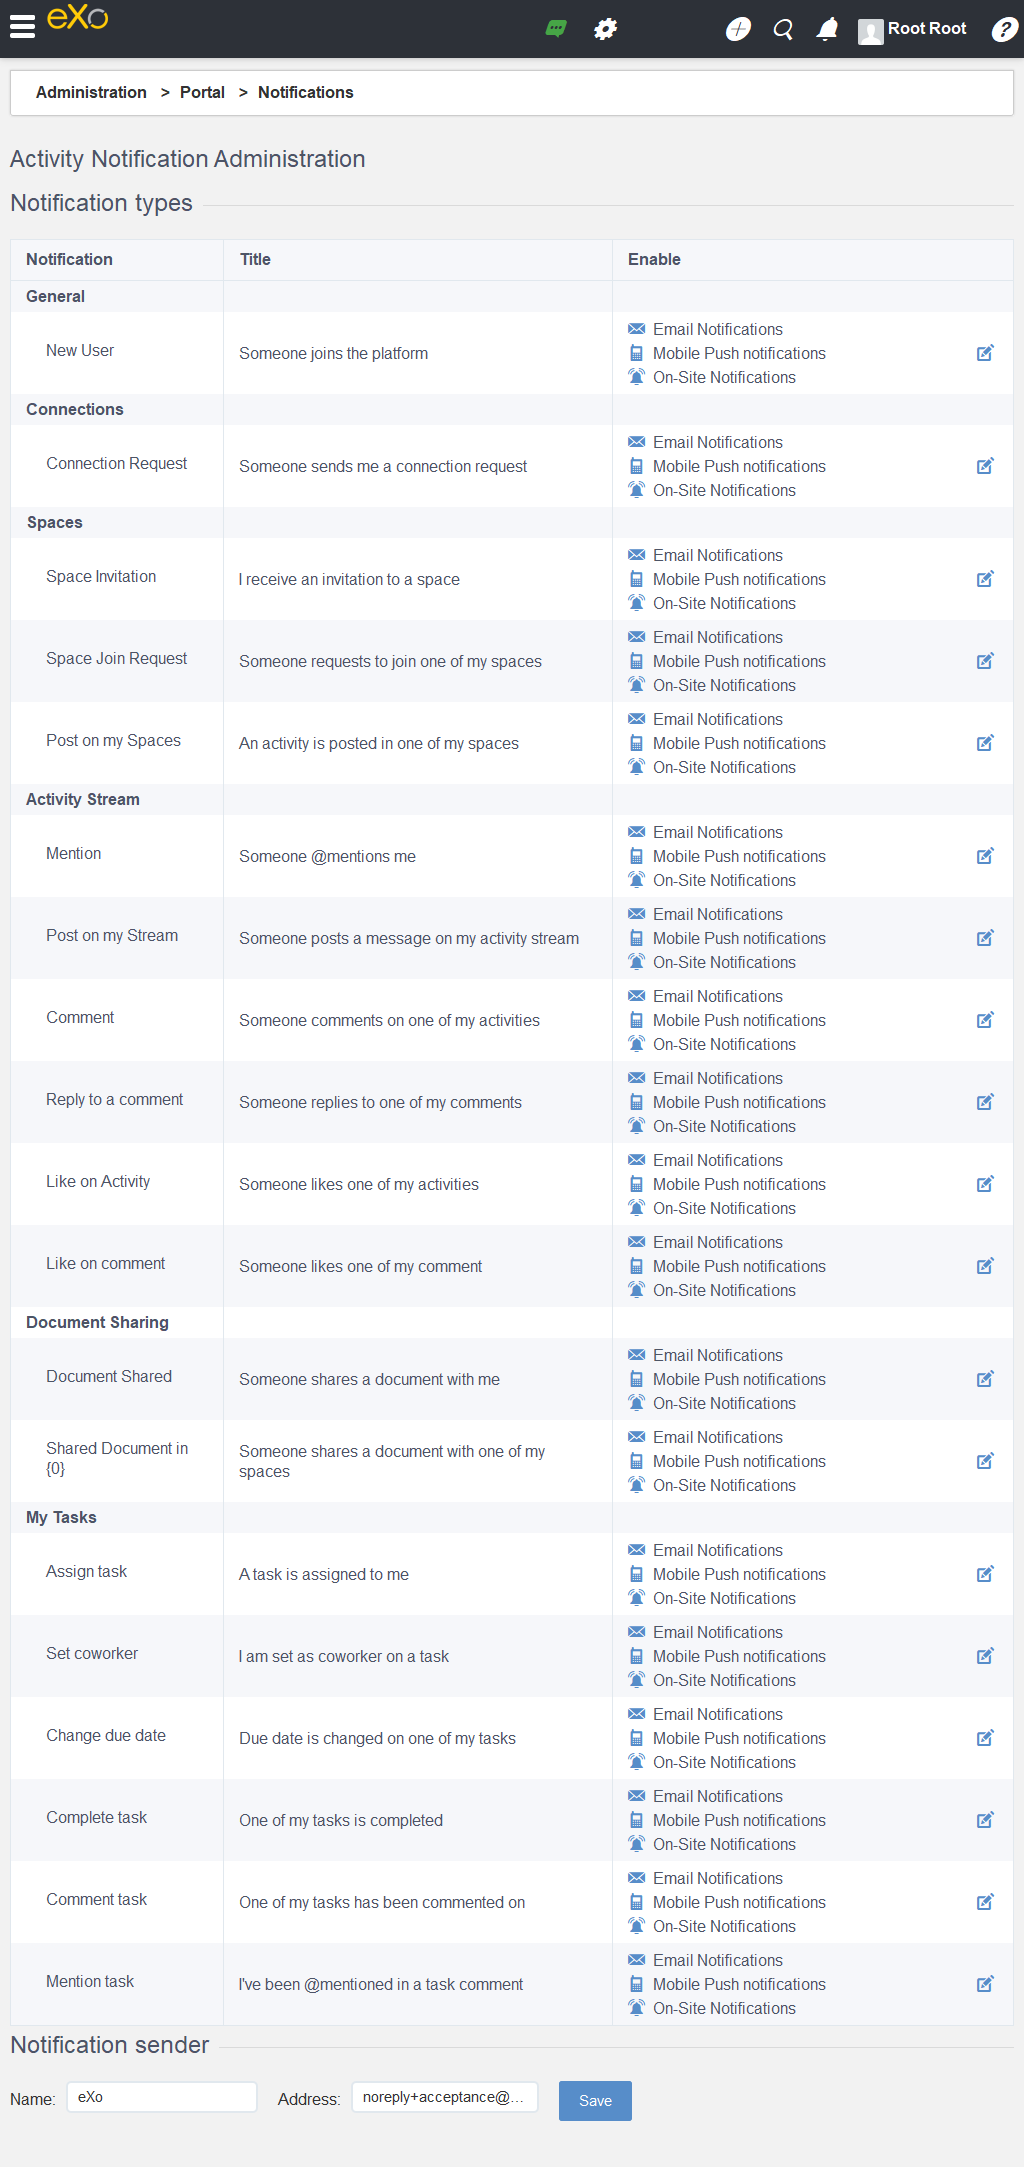 eXo
Root Root
Administration > Portal > Notifications
Activity Notification Administration
Notification types
Notification Title Enable
General
New User
Someone joins the platform
Email Notifications
Mobile Push notifications
On-Site Notifications
Connections
Connection Request
Someone sends me a connection request
Email Notifications
Mobile Push notifications
On-Site Notifications
Spaces
Space Invitation
I receive an invitation to a space
Email Notifications
Mobile Push notifications
On-Site Notifications
Space Join Request
Someone requests to join one of my spaces
Email Notifications
Mobile Push notifications
On-Site Notifications
Post on my Spaces
An activity is posted in one of my spaces
Email Notifications
Mobile Push notifications
On-Site Notifications
Activity Stream
Mention
Someone @mentions me
Email Notifications
Mobile Push notifications
On-Site Notifications
Post on my Stream
Someone posts a message on my activity stream
Email Notifications
Mobile Push notifications
On-Site Notifications
Comment
Someone comments on one of my activities
Email Notifications
Mobile Push notifications
On-Site Notifications
Reply to a comment
Someone replies to one of my comments
Email Notifications
Mobile Push notifications
On-Site Notifications
Like on Activity
Someone likes one of my activities
Email Notifications
Mobile Push notifications
On-Site Notifications
Like on comment
Someone likes one of my comment
Email Notifications
Mobile Push notifications
On-Site Notifications
Document Sharing
Document Shared
Someone shares a document with me
Email Notifications
Mobile Push notifications
On-Site Notifications
Shared Document in
{0}
Someone shares a document with one of my
spaces
Email Notifications
Mobile Push notifications
On-Site Notifications
My Tasks
Assign task
A task is assigned to me
Email Notifications
Mobile Push notifications
On-Site Notifications
Set coworker
I am set as coworker on a task
Email Notifications
Mobile Push notifications
On-Site Notifications
Change due date
Due date is changed on one of my tasks
Email Notifications
Mobile Push notifications
On-Site Notifications
Complete task
One of my tasks is completed
Email Notifications
Mobile Push notifications
On-Site Notifications
Comment task
One of my tasks has been commented on
Email Notifications
Mobile Push notifications
On-Site Notifications
Mention task
I've been @mentioned in a task comment
Email Notifications
Mobile Push notifications
On-Site Notifications
Notification sender
Name: eXo Address: noreply+acceptance@... Save